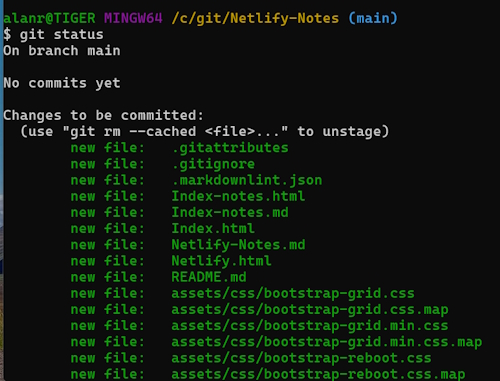 alanr@TIGER MINGW64 /c/git/Netlify-Notes (main)
$ git status
On branch main

No commits yet

Changes to be committed:
  (use "git rm --cached <file>..." to unstage)
        new file:   .gitattributes
        new file:   .gitignore
        new file:   .markdownlint.json
        new file:   Index-notes.html
        new file:   Index-notes.md
        new file:   Index.html
        new file:   Netlify-Notes.md
        new file:   Netlify.html
        new file:   README.md
        new file:   assets/css/bootstrap-grid.css
        new file:   assets/css/bootstrap-grid.css.map
        new file:   assets/css/bootstrap-grid.min.css
        new file:   assets/css/bootstrap-grid.min.css.map
        new file:   assets/css/bootstrap-reboot.css
        new file:   assets/css/bootstrap-reboot.css.map